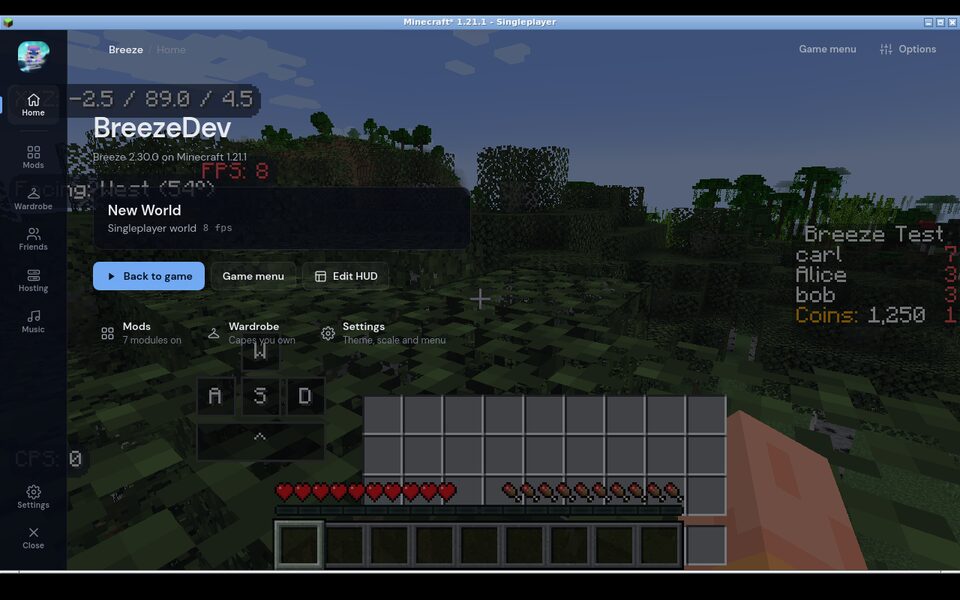 Minecraft* 1.21.1 - Singleplayer
Breeze / Home
Game menu
Options
-2.5 / 89.0 / 4.5
Home
BreezeDev
Breeze 2.30.0 on Minecraft 1.21.1
FPS: 8
Mods
Facing: West (54°)
Wardrobe
New World
Singleplayer world 8 fps
Friends
Breeze Test
carl 7
Alice 3
bob 3
Coins: 1,250 1
Hosting
Back to game
Game menu
Edit HUD
Music
Mods
7 modules on
Wardrobe
Capes you own
Settings
Theme, scale and menu
W
A S D
^
CPS: 0
Settings
Close